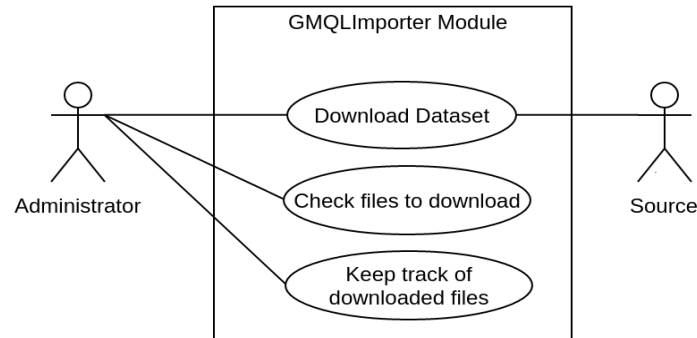 GMQLImporter Module
Download Dataset
Check files to download
Administrator
Source
Keep track of
downloaded files